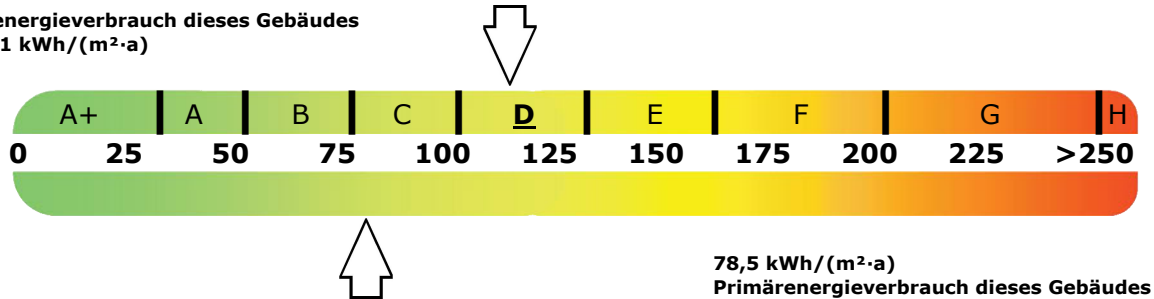 energieverbrauch dieses Gebäudes
1 kWh/(m²·a)
A+ A B C D E F G H
0 25 50 75 100 125 150 175 200 225 >250
78,5 kWh/(m²·a)
Primärenergieverbrauch dieses Gebäudes